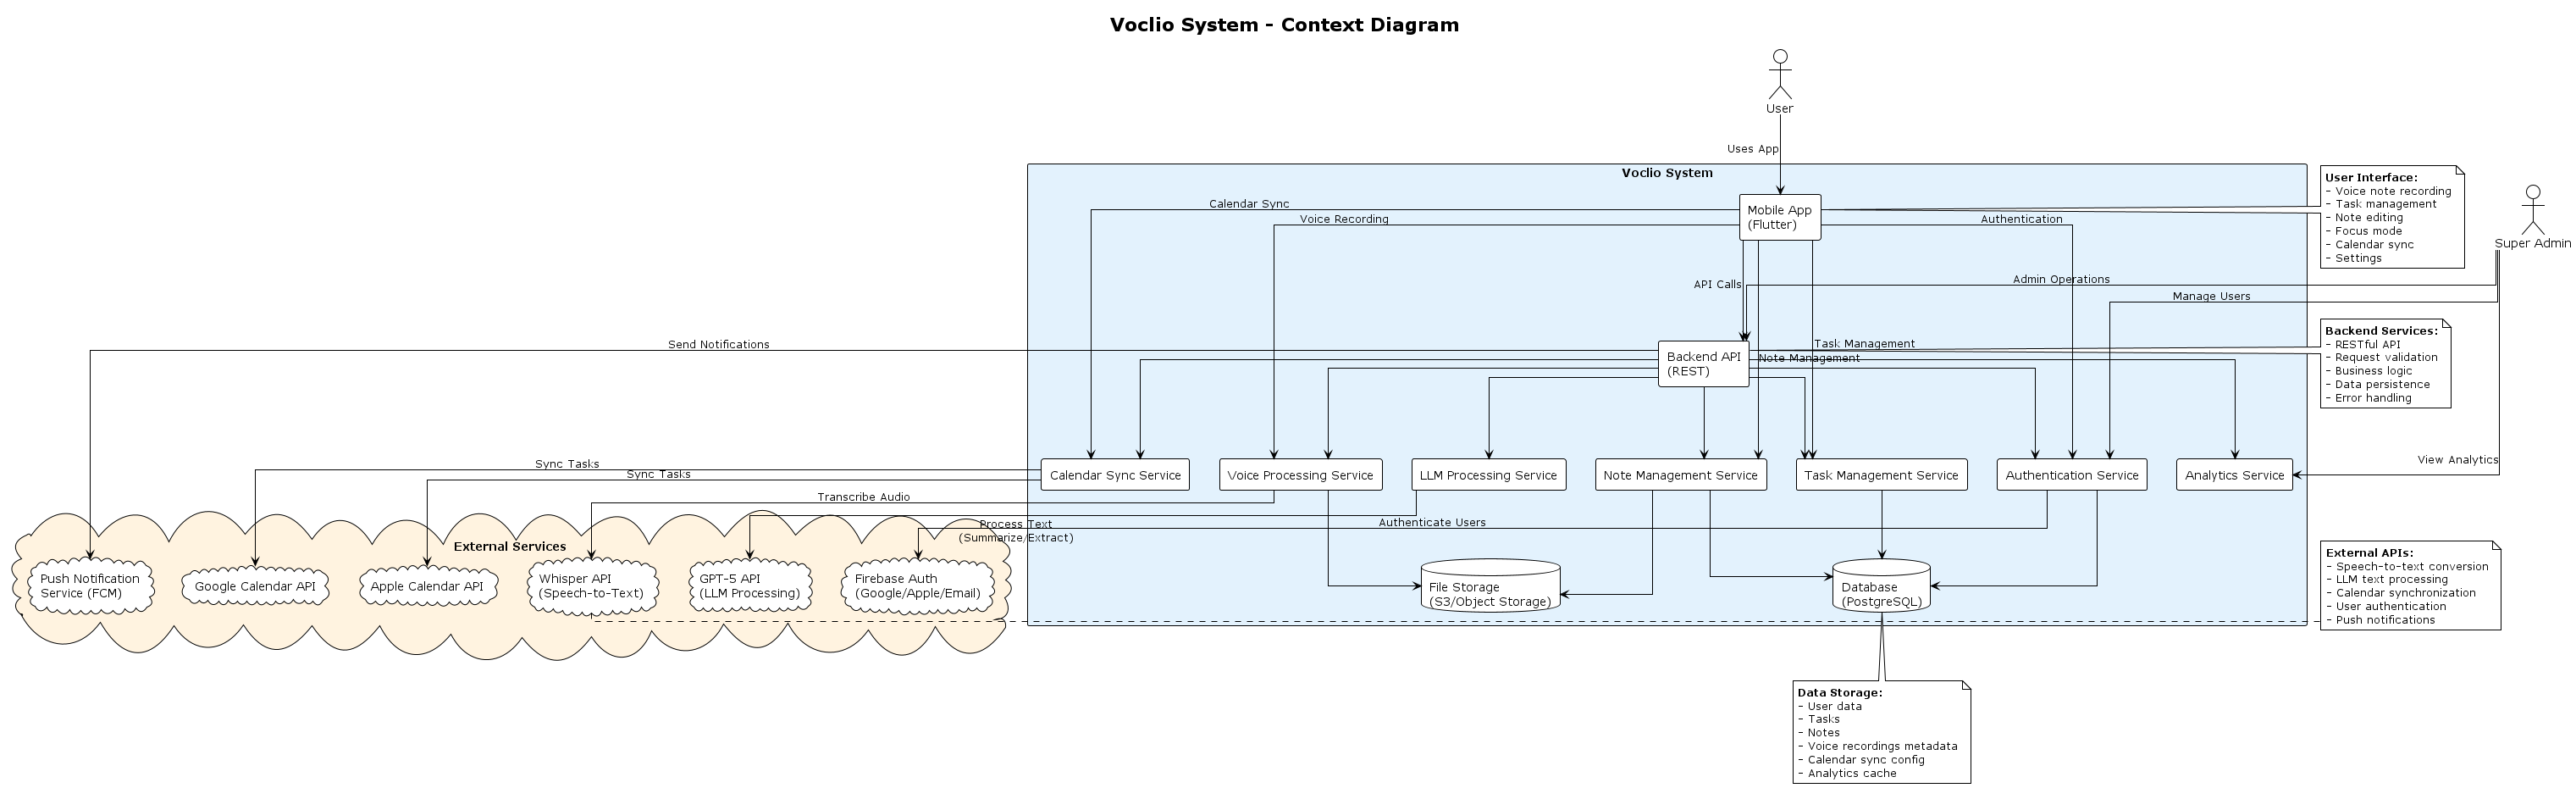 Voclio System - Context Diagram
User
Uses App
Voclio System
Mobile App
(Flutter)
Calendar Sync
Voice Recording
Authentication
User Interface:
- Voice note recording
- Task management
- Note editing
- Focus mode
- Calendar sync
- Settings
Super Admin
API Calls
Admin Operations
Manage Users
Send Notifications
Backend API
(REST)
Task Management
Note Management
Backend Services:
- RESTful API
- Request validation
- Business logic
- Data persistence
- Error handling
View Analytics
Sync Tasks
Sync Tasks
Calendar Sync Service
Voice Processing Service
LLM Processing Service
Note Management Service
Task Management Service
Authentication Service
Analytics Service
Transcribe Audio
Process Text
(Summarize/Extract)
Authenticate Users
External Services
Push Notification
Service (FCM)
Google Calendar API
Apple Calendar API
Whisper API
(Speech-to-Text)
GPT-5 API
(LLM Processing)
Firebase Auth
(Google/Apple/Email)
File Storage
(S3/Object Storage)
Database
(PostgreSQL)
External APIs:
- Speech-to-text conversion
- LLM text processing
- Calendar synchronization
- User authentication
- Push notifications
Data Storage:
- User data
- Tasks
- Notes
- Voice recordings metadata
- Calendar sync config
- Analytics cache